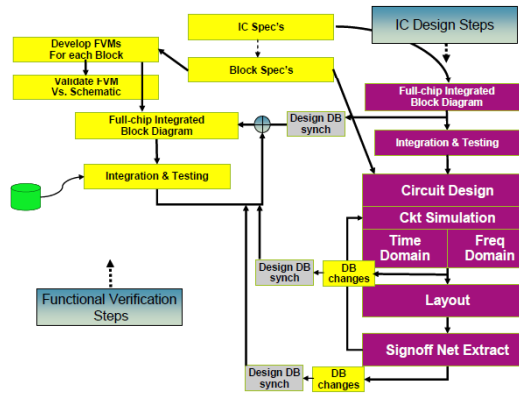 IC Spec's
IC Design Steps
Develop FVMs
For each Block
Block Spec's
Validate FVM
Vs. Schematic
Full-chip Integrated
Block Diagram
Full-chip Integrated
Block Diagram
Design DB
synch
Integration & Testing
Integration & Testing
Circuit Design
Ckt Simulation
Time
Domain
Freq
Domain
Design DB
synch
DB
changes
Layout
Functional Verification
Steps
Signoff Net Extract
Design DB
synch
DB
changes